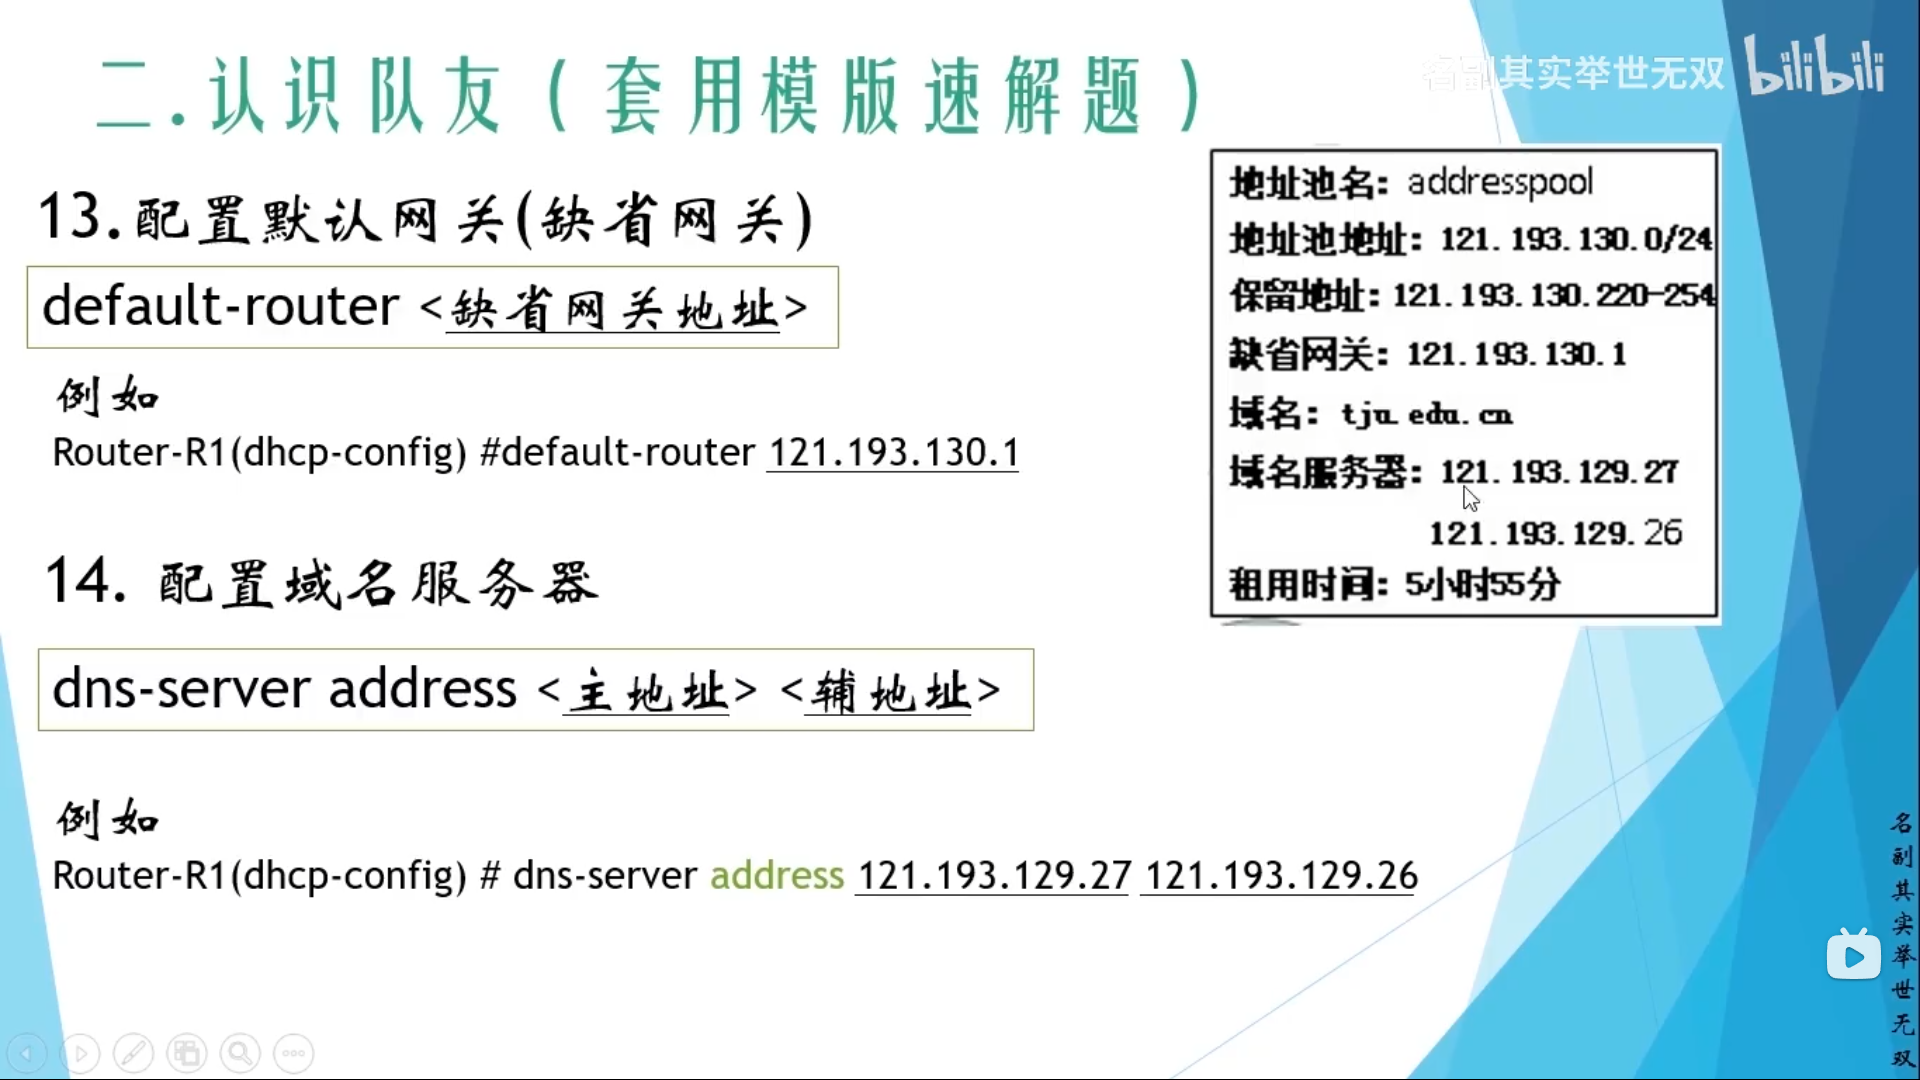 二.认识队友（套用模版速解题）
名副其实举世无双 bilibili
13.配置默认网关(缺省网关)
default-router <缺省网关地址>
例如
Router-R1(dhcp-config) #default-router 121.193.130.1
14. 配置域名服务器
dns-server address <主地址> <辅地址>
例如
Router-R1(dhcp-config) # dns-server address 121.193.129.27 121.193.129.26
地址池名：addresspool
地址池地址：121.193.130.0/24
保留地址：121.193.130.220-254
缺省网关：121.193.130.1
域名：tju.edu.cn
域名服务器：121.193.129.27
121.193.129.26
租用时间：5小时55分
名副其实举世无双